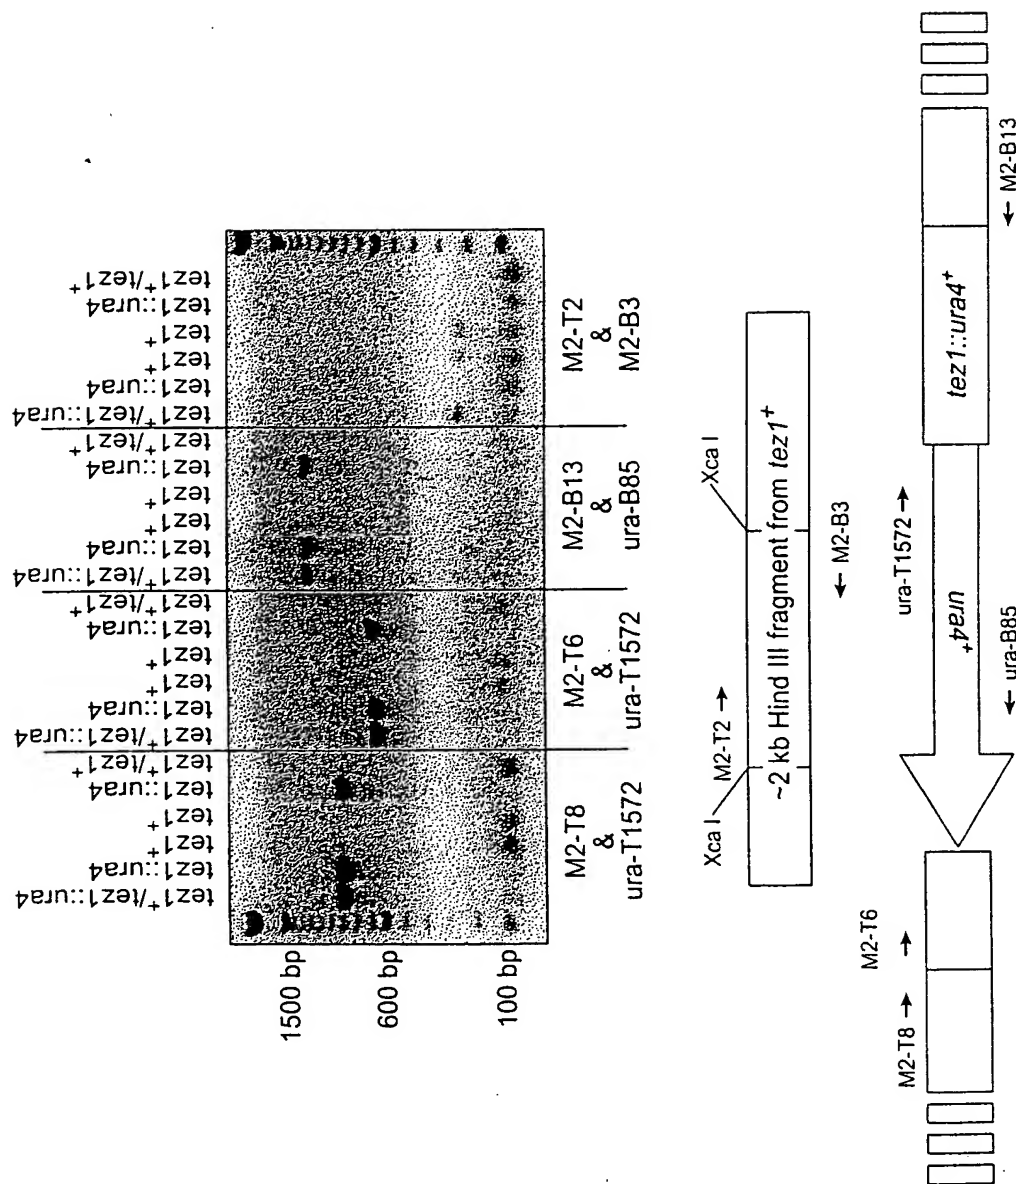 tez1⁺/tez1::ura4
tez1::ura4
tez1⁺
tez1⁺
tez1::ura4
tez1⁺/tez1⁺
tez1⁺/tez1::ura4
tez1::ura4
tez1⁺
tez1⁺
tez1::ura4
tez1⁺/tez1⁺
tez1⁺/tez1::ura4
tez1::ura4
tez1⁺
tez1⁺
tez1::ura4
tez1⁺/tez1⁺
tez1⁺/tez1::ura4
tez1::ura4
tez1⁺
tez1⁺
tez1::ura4
tez1⁺/tez1⁺
1500 bp
600 bp
100 bp
M2-T8
&
ura-T1572
M2-T6
&
ura-T1572
M2-B13
&
ura-B85
M2-T2
&
M2-B3
Xca I
M2-T2 →
Xca I
~2 kb Hind III fragment from tez1⁺
← M2-B3
M2-T8 →
M2-T6
→
ura-T1572 →
ura4⁺
tez1::ura4⁺
← ura-B85
← M2-B13